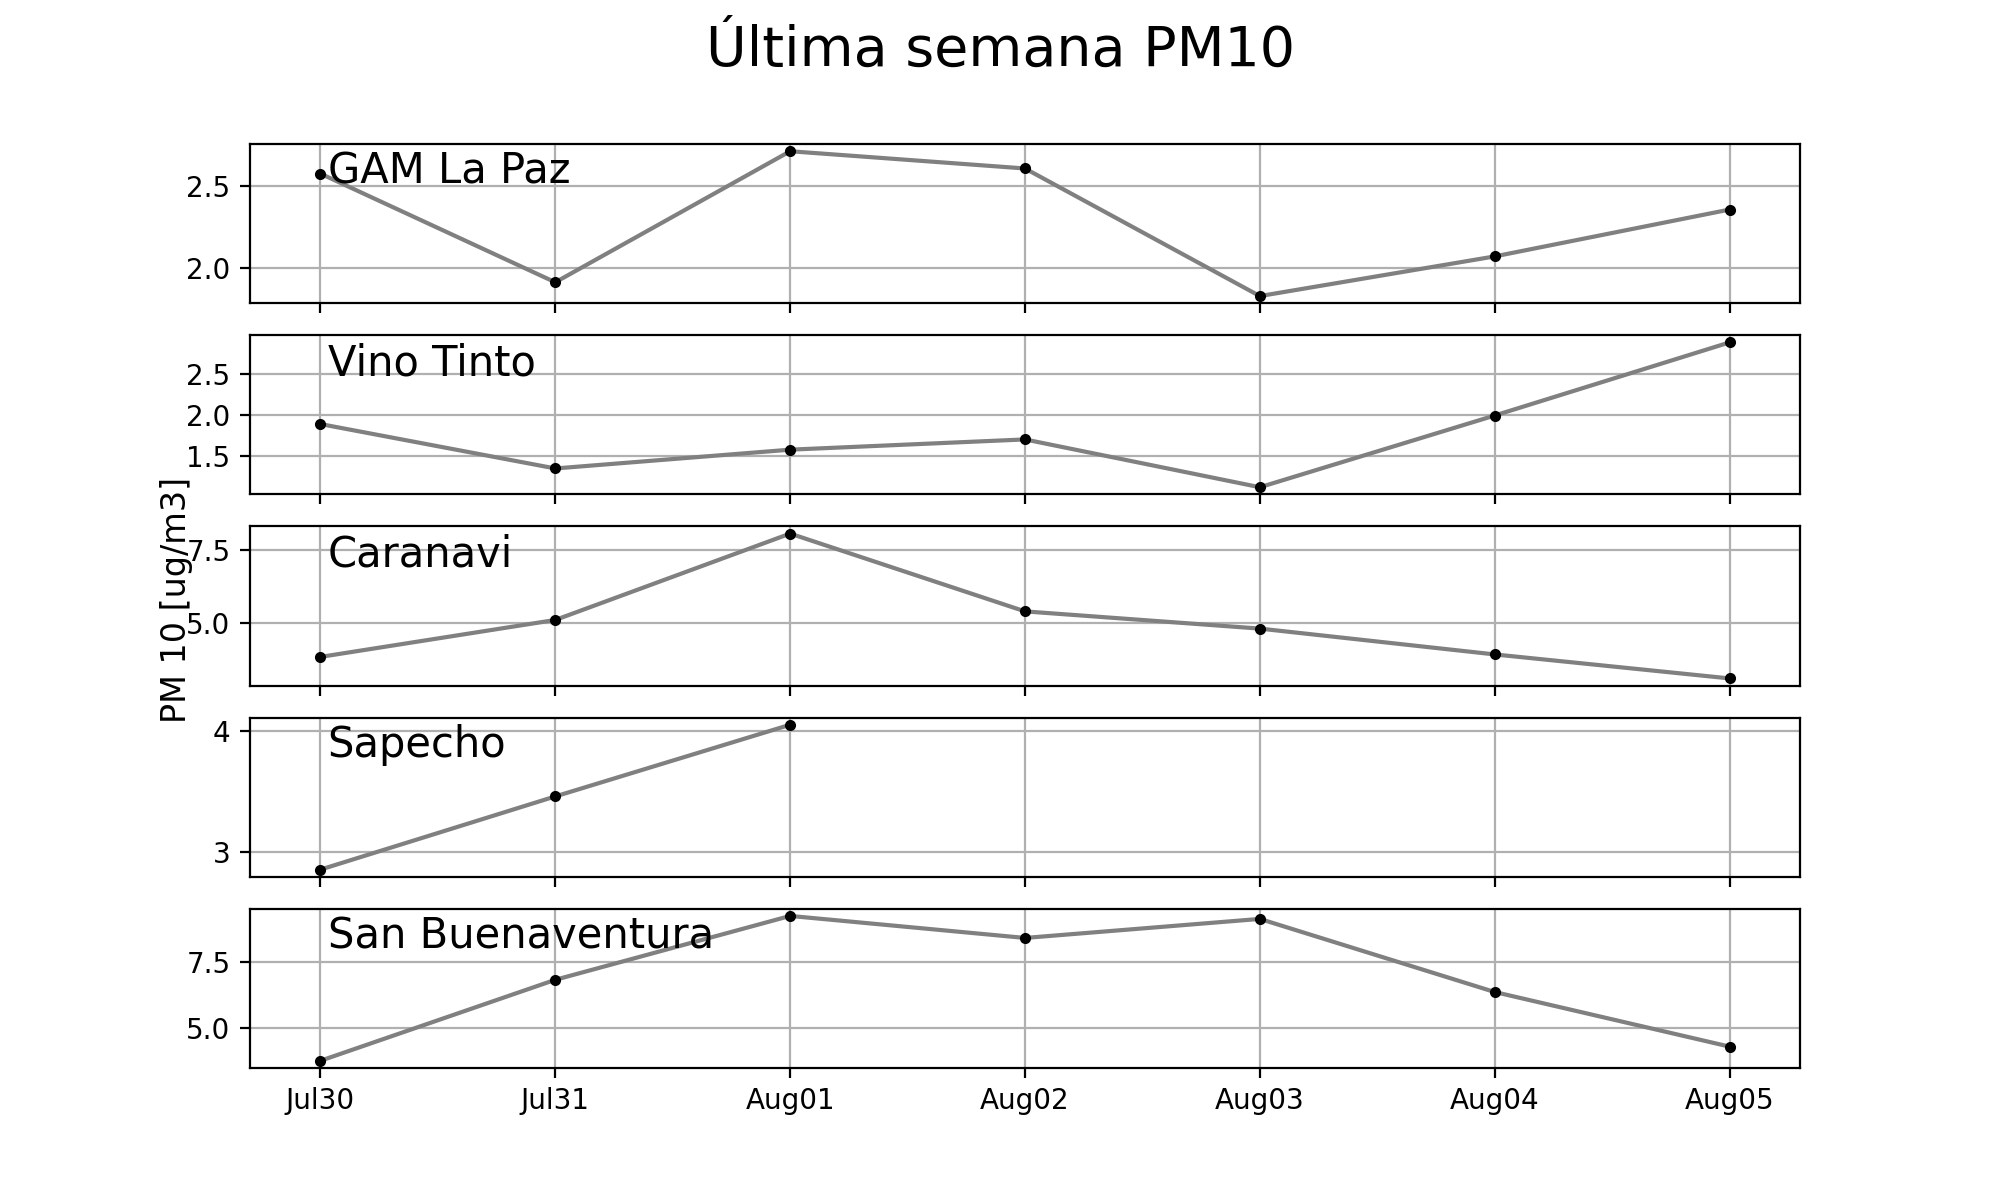 Última semana PM10
GAM La Paz
2.5
2.0
Vino Tinto
2.5
2.0
1.5
PM 10 [ug/m3]
Caranavi
7.5
5.0
Sapecho
4
3
San Buenaventura
7.5
5.0
Jul30 Jul31 Aug01 Aug02 Aug03 Aug04 Aug05